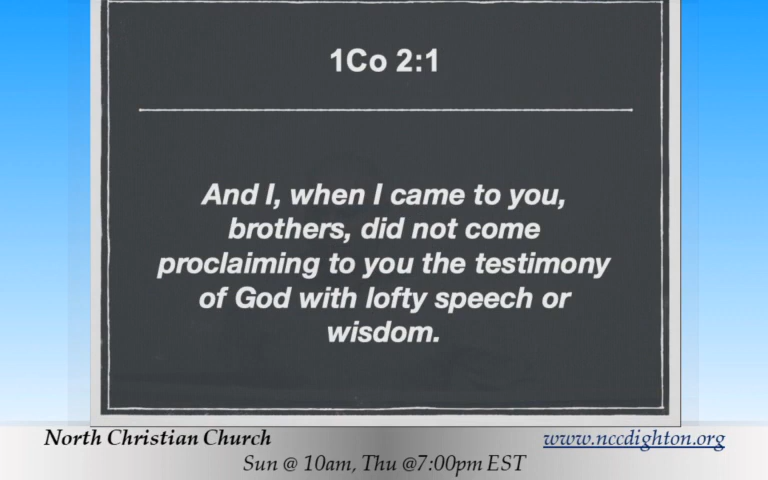 1Co 2:1
And I, when I came to you,
brothers, did not come
proclaiming to you the testimony
of God with lofty speech or
wisdom.
North Christian Church www.nccdighton.org
Sun @ 10am, Thu @7:00pm EST